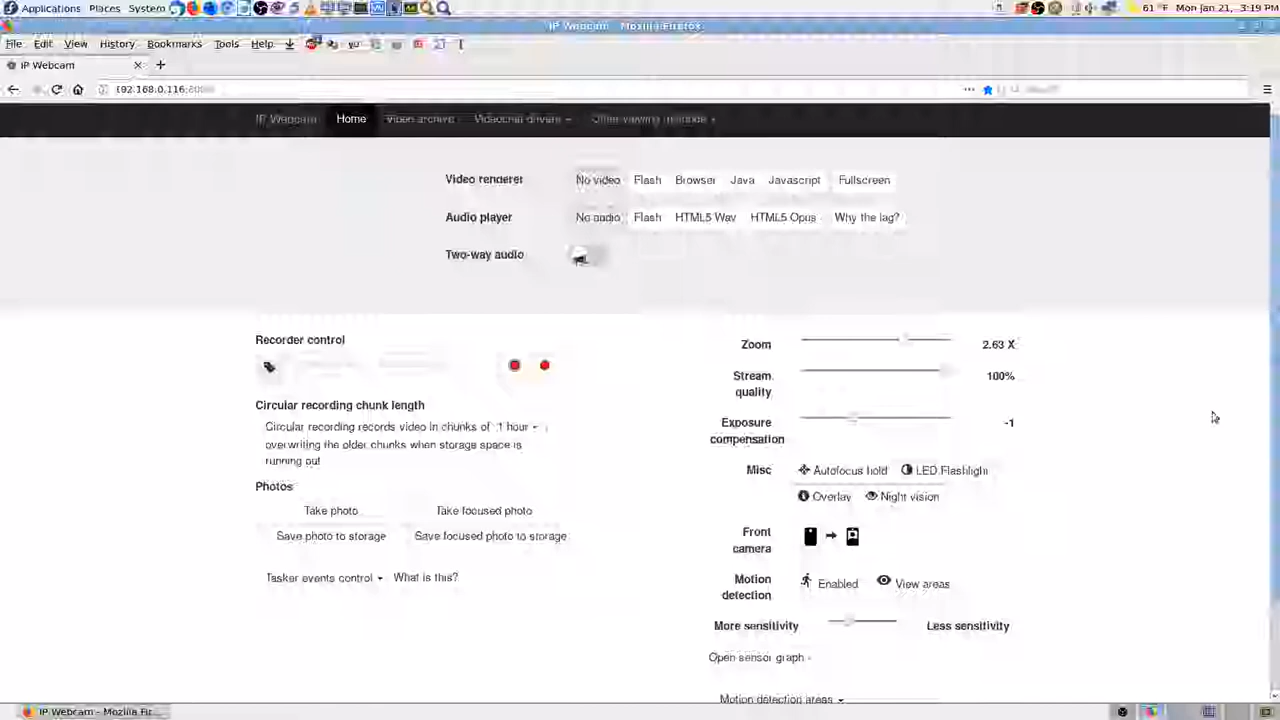 Applications Places System 61 °F Mon Jan 21, 3:19 PM
IP Webcam - Mozilla Firefox
File Edit View History Bookmarks Tools Help
IP Webcam
192.168.0.116:8080
IP Webcam Home Video archive Videochat drivers Other viewing methods
Video renderer No video Flash Browser Java Javascript Fullscreen
Audio player No audio Flash HTML5 Wav HTML5 Opus Why the lag?
Two-way audio
Recorder control
Circular recording chunk length
Circular recording records video in chunks of 1 hour
overwriting the older chunks when storage space is
running out
Photos
Take photo Take focused photo
Save photo to storage Save focused photo to storage
Tasker events control What is this?
Zoom 2.63 X
Stream quality 100%
Exposure compensation -1
Misc Autofocus hold LED Flashlight
Overlay Night vision
Front camera
Motion detection Enabled View areas
More sensitivity Less sensitivity
Open sensor graph
Motion detection areas
IP Webcam - Mozilla Fir...